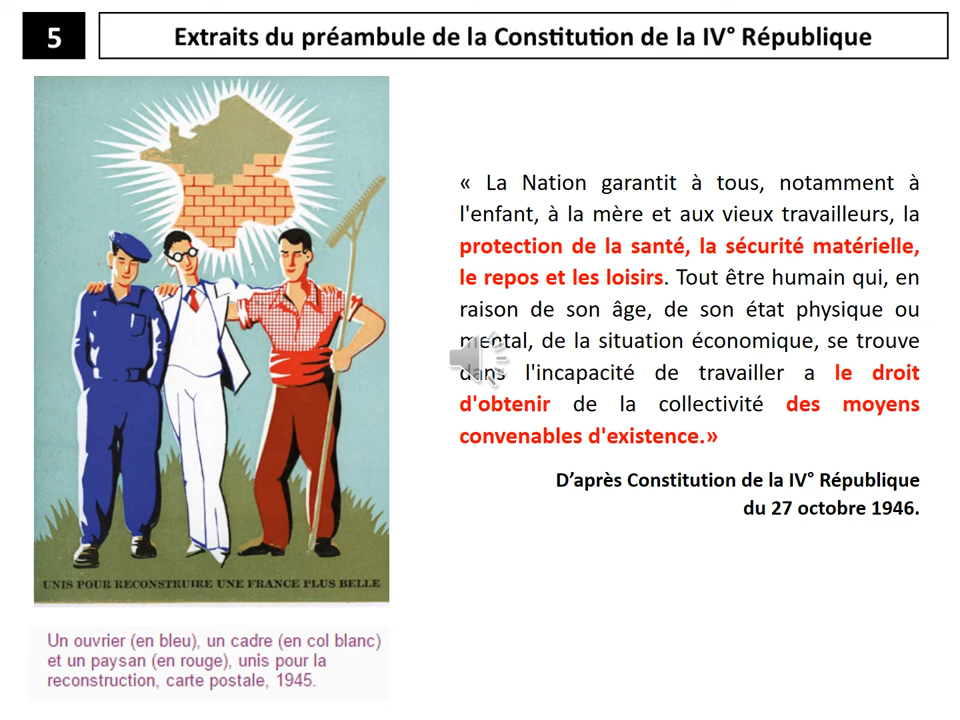 5
Extraits du préambule de la Constitution de la IV° République
« La Nation garantit à tous, notamment à
l'enfant, à la mère et aux vieux travailleurs, la
protection de la santé, la sécurité matérielle,
le repos et les loisirs. Tout être humain qui, en
raison de son âge, de son état physique ou
mental, de la situation économique, se trouve
dans l'incapacité de travailler a le droit
d'obtenir de la collectivité des moyens
convenables d'existence.»
D’après Constitution de la IV° République
du 27 octobre 1946.
UNIS POUR RECONSTRUIRE UNE FRANCE PLUS BELLE
Un ouvrier (en bleu), un cadre (en col blanc)
et un paysan (en rouge), unis pour la
reconstruction, carte postale, 1945.